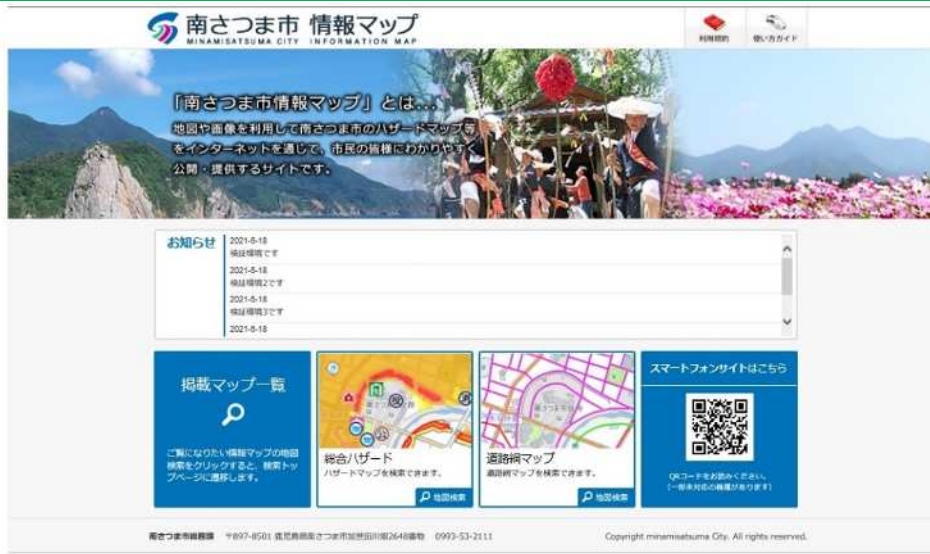 南さつま市 情報マップ
MINAMISATSUMA CITY INFORMATION MAP
利用規約
使い方ガイド
「南さつま市情報マップ」とは...
地図や画像を利用して南さつま市のハザードマップ等
をインターネットを通じて、市民の皆様にわかりやすく
公開・提供するサイトです。
お知らせ
2021-5-18
検証環境です
2021-5-18
検証環境2です
2021-5-18
検証環境3です
2021-5-18
掲載マップ一覧
ご覧になりたい情報マップの地図
検索をクリックすると、検索トッ
プページに遷移します。
総合ハザード
ハザードマップを検索できます。
地図検索
道路網マップ
道路網マップを検索できます。
地図検索
スマートフォンサイトはこちら
QRコードをお読みください。
(一部未対応の機種があります)
南さつま市総務課 〒897-8501 鹿児島県南さつま市加世田川畑2648番地 0993-53-2111
Copyright minamisatsuma City. All rights reserved.